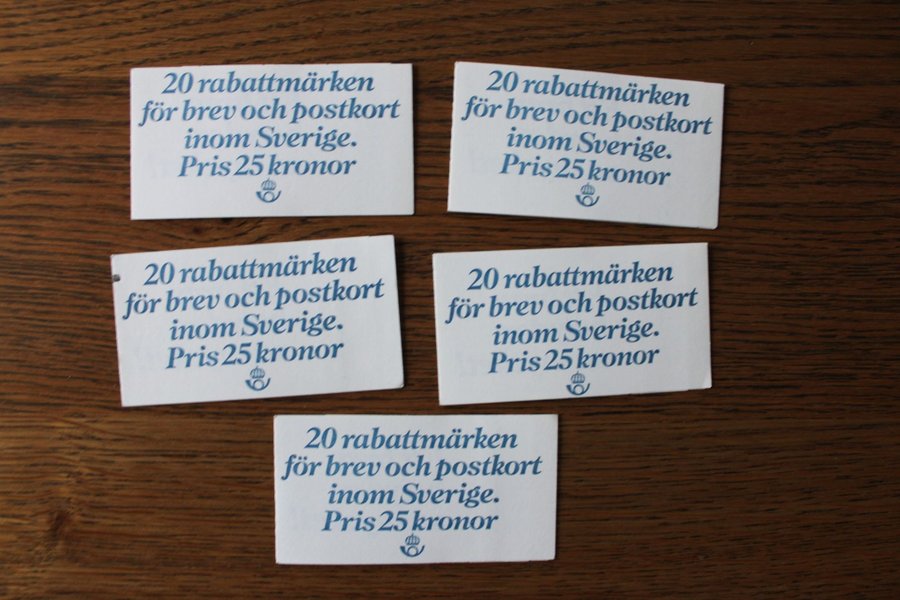 20 rabattmärken
för brev och postkort
inom Sverige.
Pris 25 kronor
20 rabattmärken
för brev och postkort
inom Sverige.
Pris 25 kronor
20 rabattmärken
för brev och postkort
inom Sverige.
Pris 25 kronor
20 rabattmärken
för brev och postkort
inom Sverige.
Pris 25 kronor
20 rabattmärken
för brev och postkort
inom Sverige.
Pris 25 kronor